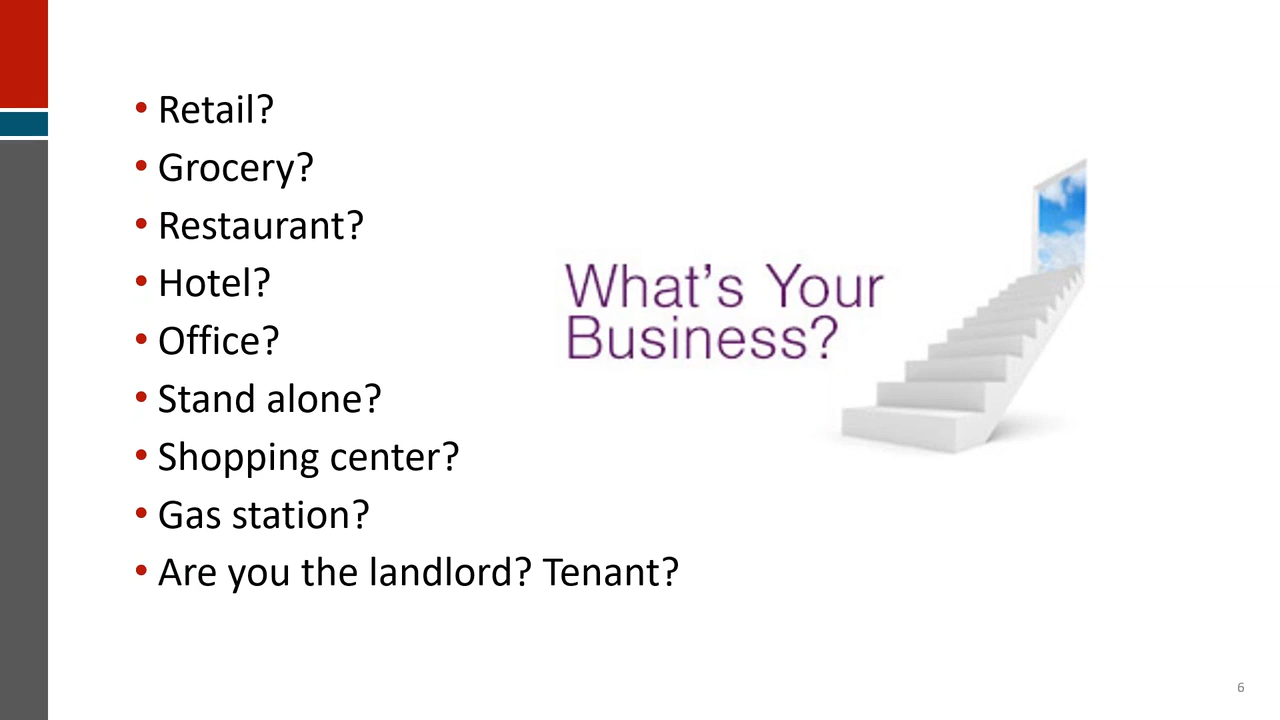 • Retail?
• Grocery?
• Restaurant?
• Hotel?
• Office?
• Stand alone?
• Shopping center?
• Gas station?
• Are you the landlord? Tenant?
What's Your
Business?
6